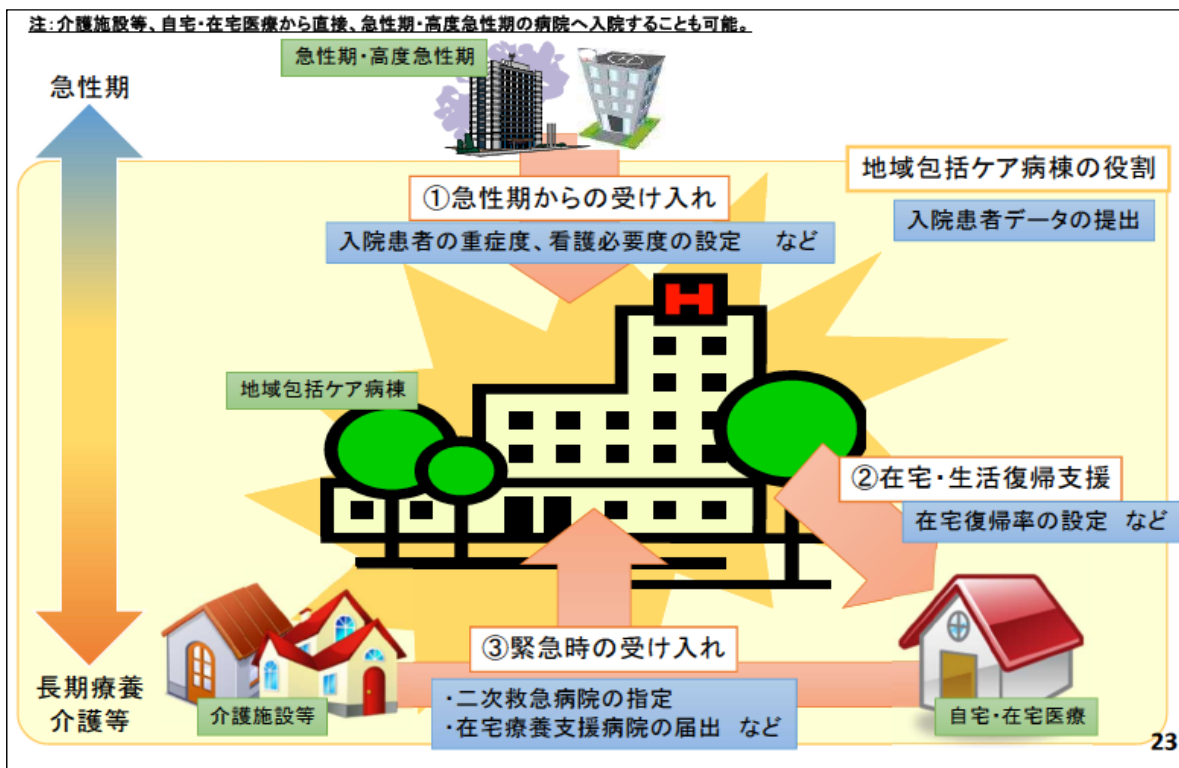 注：介護施設等、自宅・在宅医療から直接、急性期・高度急性期の病院へ入院することも可能。
急性期・高度急性期
急性期
地域包括ケア病棟の役割
①急性期からの受け入れ
入院患者データの提出
入院患者の重症度、看護必要度の設定　など
H
地域包括ケア病棟
②在宅・生活復帰支援
在宅復帰率の設定　など
③緊急時の受け入れ
長期療養
介護等
・二次救急病院の指定
・在宅療養支援病院の届出　など
介護施設等
自宅・在宅医療
23